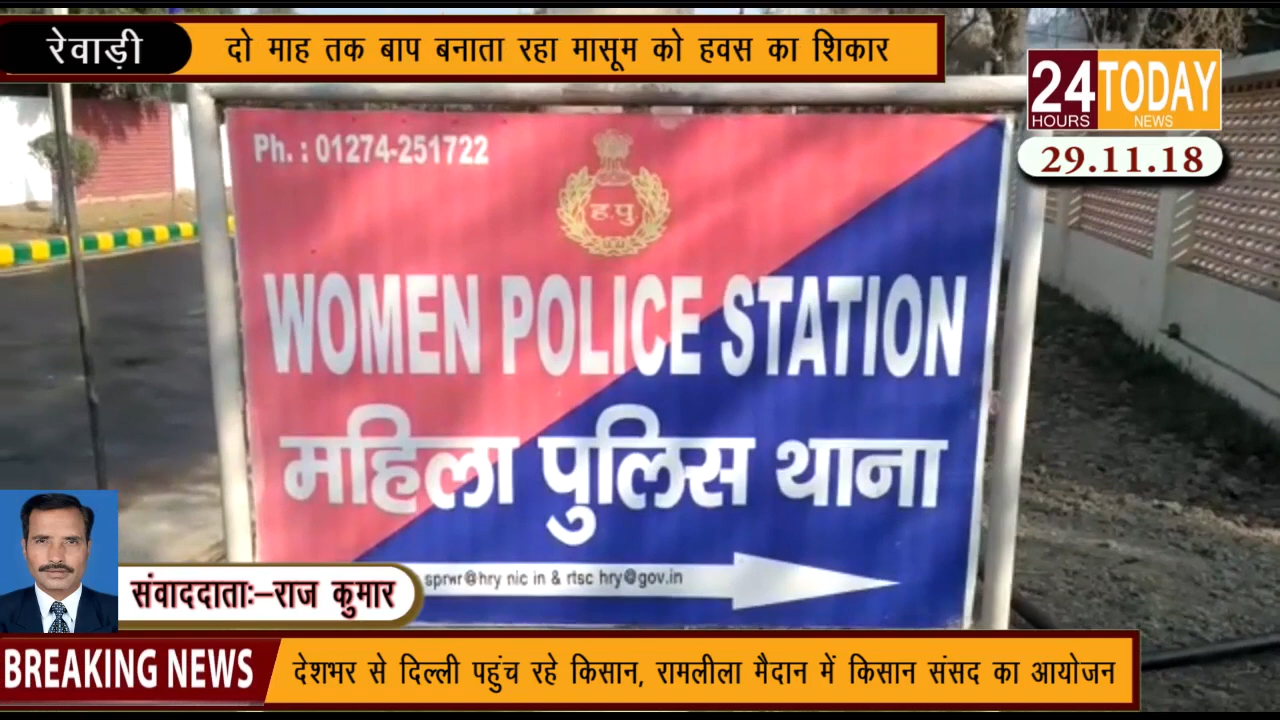 रेवाड़ी
दो माह तक बाप बनाता रहा मासूम को हवस का शिकार
24 TODAY
HOURS NEWS
29.11.18
Ph. : 01274-251722
ह.पु
WOMEN POLICE STATION
महिला पुलिस थाना
sprwr@hry nic in & rtsc hry@gov.in
संवाददाताः–राज कुमार
BREAKING NEWS
देशभर से दिल्ली पहुंच रहे किसान, रामलीला मैदान में किसान संसद का आयोजन